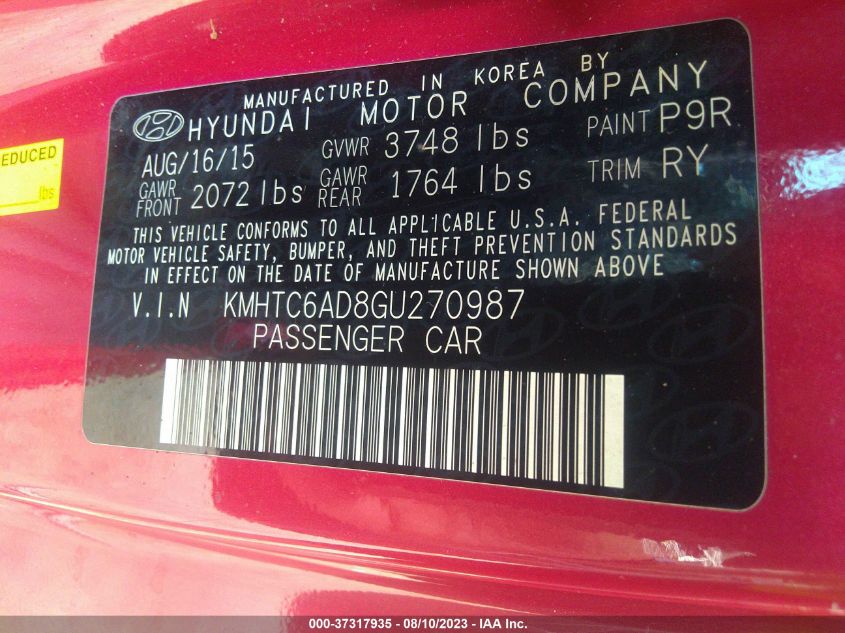 MANUFACTURED IN KOREA BY
HYUNDAI MOTOR COMPANY
AUG/16/15 GVWR 3748 lbs PAINT P9R
GAWR FRONT 2072 lbs GAWR REAR 1764 lbs TRIM RY
THIS VEHICLE CONFORMS TO ALL APPLICABLE U.S.A. FEDERAL
MOTOR VEHICLE SAFETY, BUMPER, AND THEFT PREVENTION STANDARDS
IN EFFECT ON THE DATE OF MANUFACTURE SHOWN ABOVE
V.I.N KMHTC6AD8GU270987
PASSENGER CAR
EDUCED
lbs
000-37317935 - 08/10/2023 - IAA Inc.